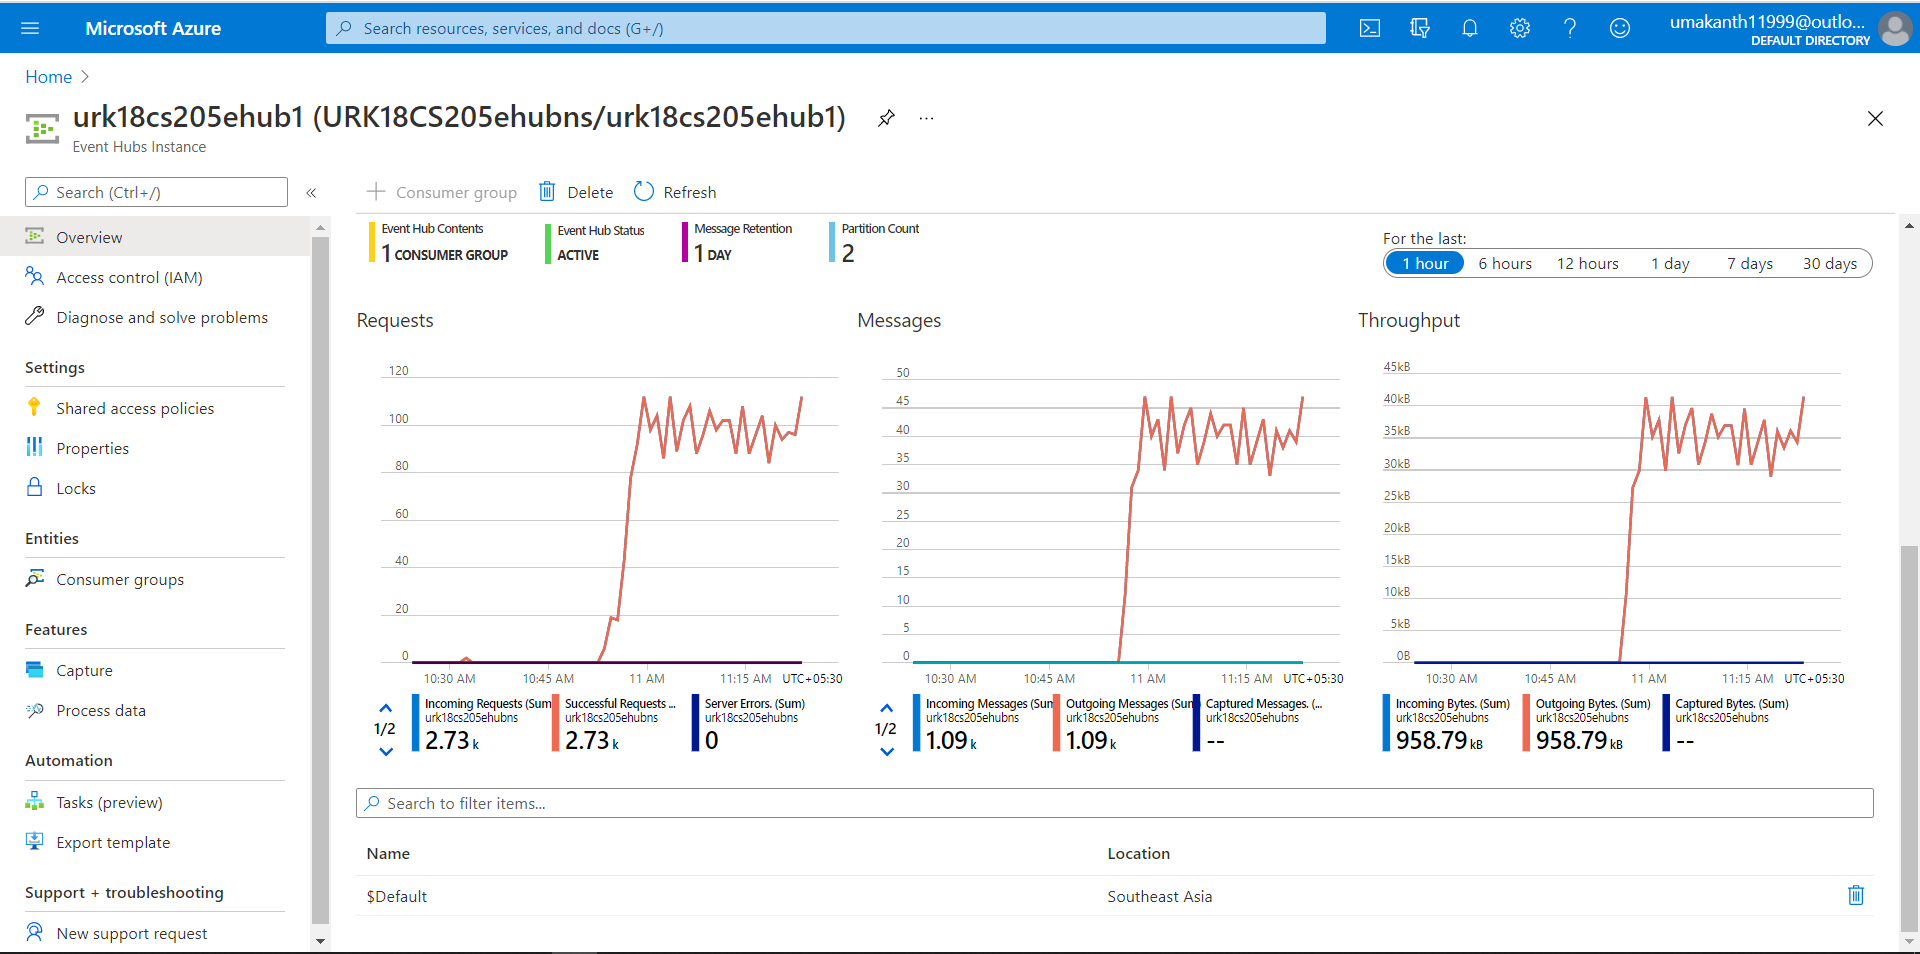 Microsoft Azure
Search resources, services, and docs (G+/)
umakanth11999@outlo...
DEFAULT DIRECTORY
Home
urk18cs205ehub1 (URK18CS205ehubns/urk18cs205ehub1)
...
Event Hubs Instance
Search (Ctrl+/)
«
Consumer group
Delete
Refresh
Overview
Access control (IAM)
Diagnose and solve problems
Settings
Shared access policies
Properties
Locks
Entities
Consumer groups
Features
Capture
Process data
Automation
Tasks (preview)
Export template
Support + troubleshooting
New support request
Event Hub Contents
1 CONSUMER GROUP
Event Hub Status
ACTIVE
Message Retention
1 DAY
Partition Count
2
For the last:
1 hour 6 hours 12 hours 1 day 7 days 30 days
Requests
120
100
80
60
40
20
0
10:30 AM 10:45 AM 11 AM 11:15 AM UTC+05:30
1/2
Incoming Requests (Sum
urk18cs205ehubns
2.73 k
Successful Requests ...
urk18cs205ehubns
2.73 k
Server Errors. (Sum)
urk18cs205ehubns
0
Messages
50
45
40
35
30
25
20
15
10
5
0
10:30 AM 10:45 AM 11 AM 11:15 AM UTC+05:30
1/2
Incoming Messages (Sum
urk18cs205ehubns
1.09 k
Outgoing Messages (Sum
urk18cs205ehubns
1.09 k
Captured Messages. (...
urk18cs205ehubns
--
Throughput
45kB
40kB
35kB
30kB
25kB
20kB
15kB
10kB
5kB
0B
10:30 AM 10:45 AM 11 AM 11:15 AM UTC+05:30
Incoming Bytes. (Sum)
urk18cs205ehubns
958.79 kB
Outgoing Bytes. (Sum)
urk18cs205ehubns
958.79 kB
Captured Bytes. (Sum)
urk18cs205ehubns
--
Search to filter items...
Name Location
$Default Southeast Asia